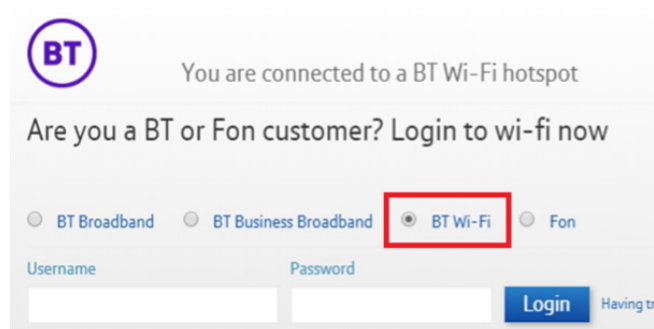 BT
You are connected to a BT Wi-Fi hotspot
Are you a BT or Fon customer? Login to wi-fi now
BT Broadband BT Business Broadband BT Wi-Fi Fon
Username Password
Login Having